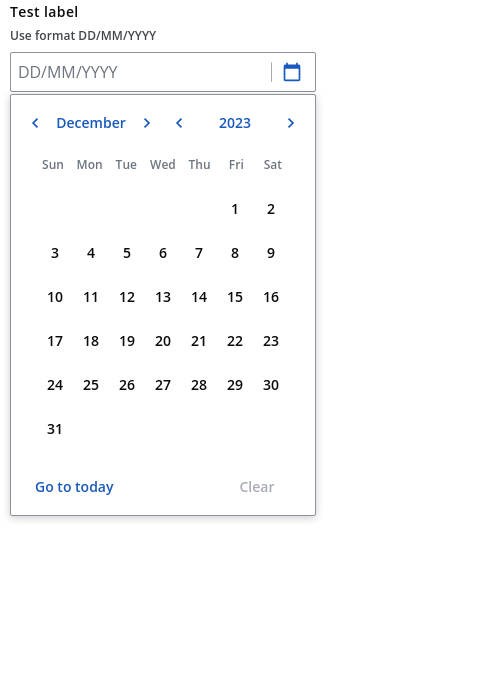 Test label
Use format DD/MM/YYYY
DD/MM/YYYY
December 2023
Sun Mon Tue Wed Thu Fri Sat
1 2
3 4 5 6 7 8 9
10 11 12 13 14 15 16
17 18 19 20 21 22 23
24 25 26 27 28 29 30
31
Go to today Clear